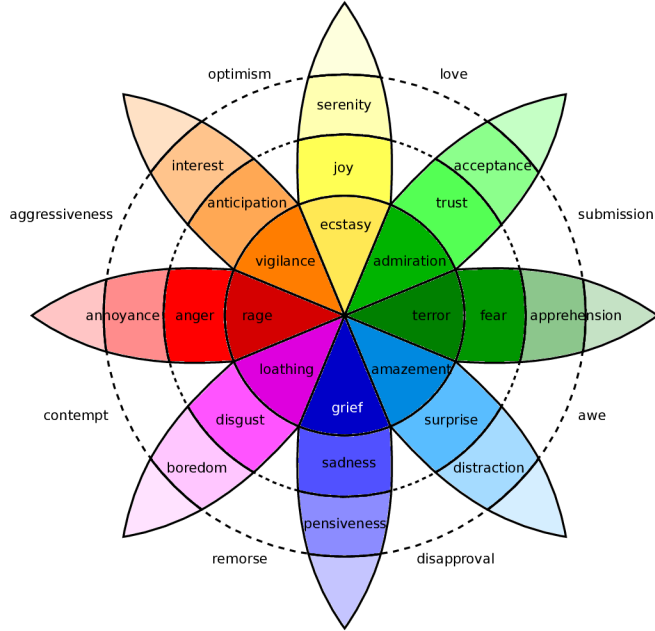 optimism
love
serenity
interest
joy
acceptance
anticipation
trust
aggressiveness
submission
ecstasy
vigilance
admiration
annoyance
anger
rage
terror
fear
apprehension
loathing
amazement
contempt
grief
awe
disgust
surprise
boredom
sadness
distraction
pensiveness
remorse
disapproval